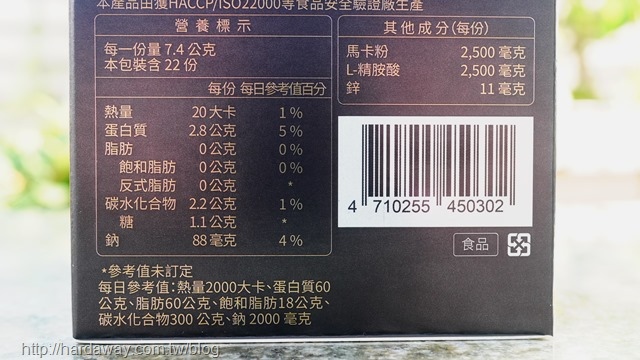 本產品由獲HACCP/ISO22000等食品安全驗證廠生產
營養標示
每一份量 7.4 公克
本包裝含 22 份
每份 每日參考值百分
熱量 20 大卡 1 %
蛋白質 2.8 公克 5 %
脂肪 0 公克 0 %
飽和脂肪 0 公克 0 %
反式脂肪 0 公克 *
碳水化合物 2.2 公克 1 %
糖 1.1 公克 *
鈉 88 毫克 4 %
*參考值未訂定
每日參考值:熱量2000大卡、蛋白質60
公克、脂肪60公克、飽和脂肪18公克、
碳水化合物300 公克、鈉 2000 毫克
其他成分(每份)
馬卡粉 2,500 毫克
L-精胺酸 2,500 毫克
鋅 11 毫克
4 710255 450302
食品
http://hardaway.com.tw/blog